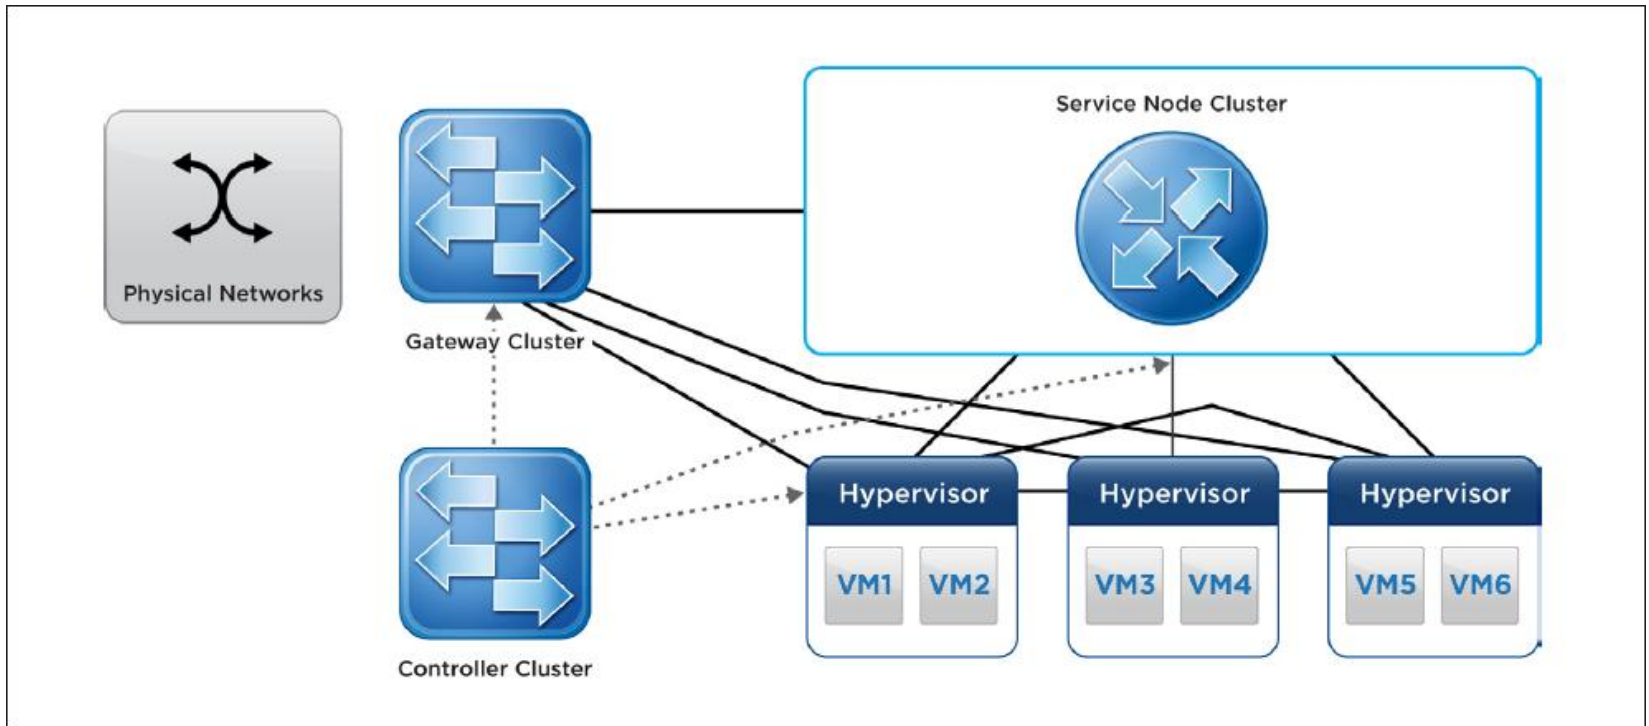 Service Node Cluster
Physical Networks
Gateway Cluster
Hypervisor
Hypervisor
Hypervisor
VM1
VM2
VM3
VM4
VM5
VM6
Controller Cluster